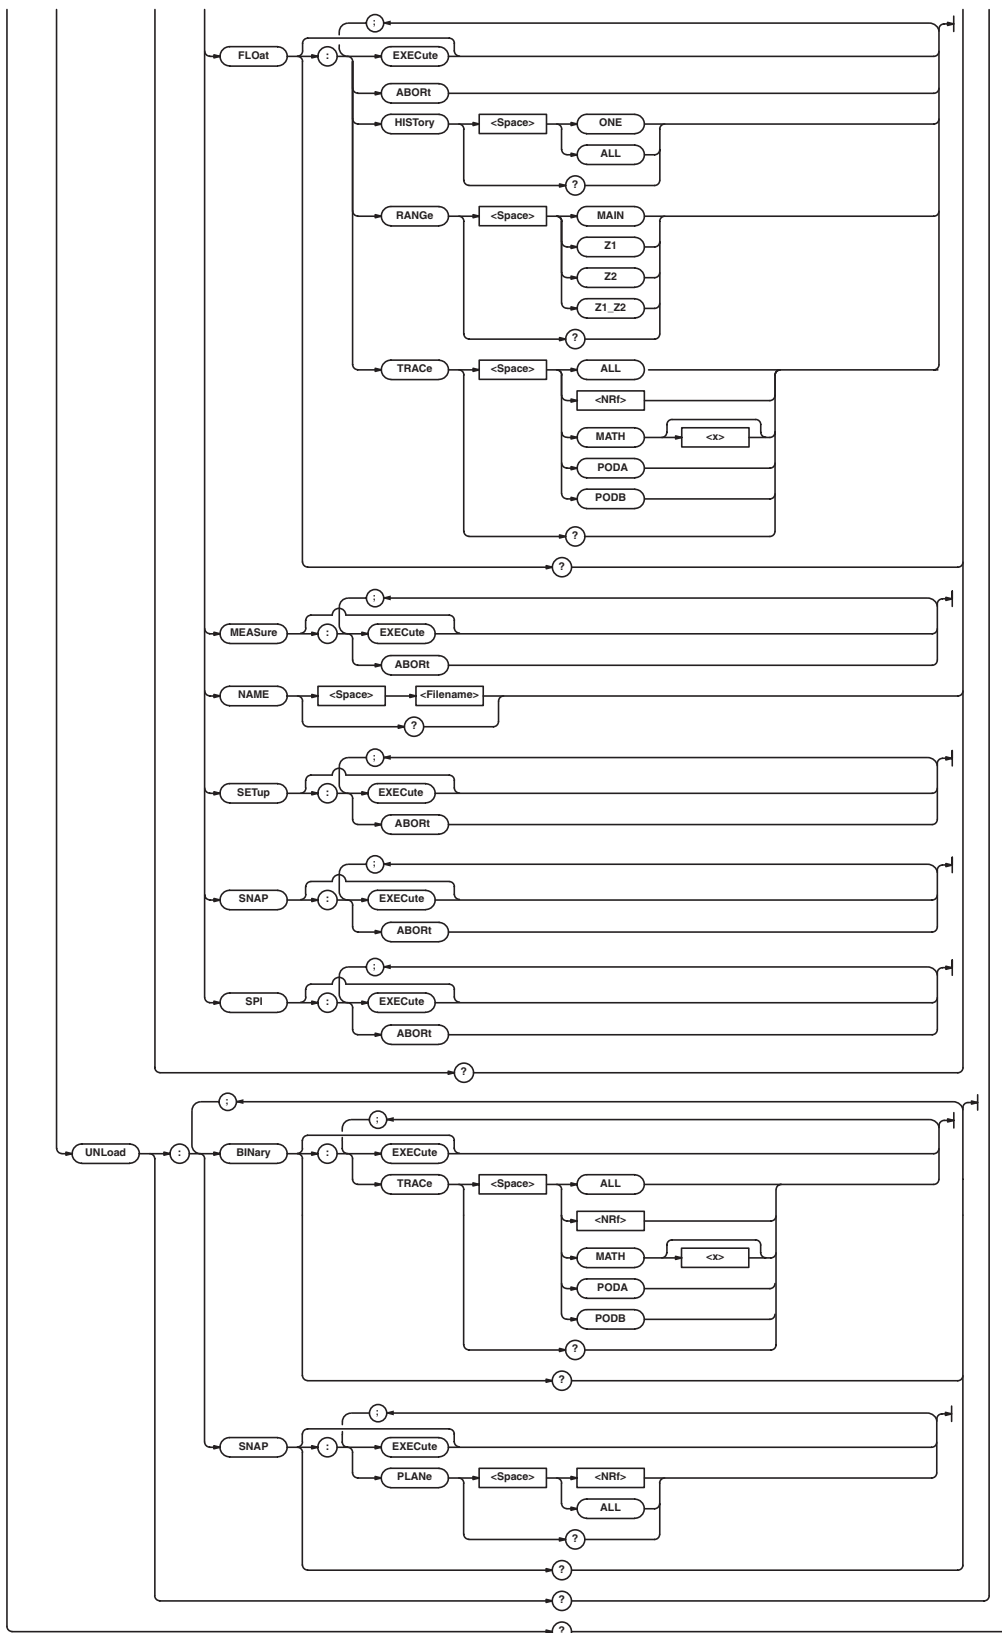 ;
FLOat : EXECute
ABORt
HISTory <Space> ONE
ALL
?
RANGe <Space> MAIN
Z1
Z2
Z1_Z2
?
TRACe <Space> ALL
<NRf>
MATH <x>
PODA
PODB
?
?
;
MEASure : EXECute
ABORt
NAME <Space> <Filename>
?
;
SETup : EXECute
ABORt
;
SNAP : EXECute
ABORt
;
SPI : EXECute
ABORt
?
;
;
UNLoad : BINary : EXECute
TRACe <Space> ALL
<NRf>
MATH <x>
PODA
PODB
?
?
;
SNAP : EXECute
PLANe <Space> <NRf>
ALL
?
?
?
?